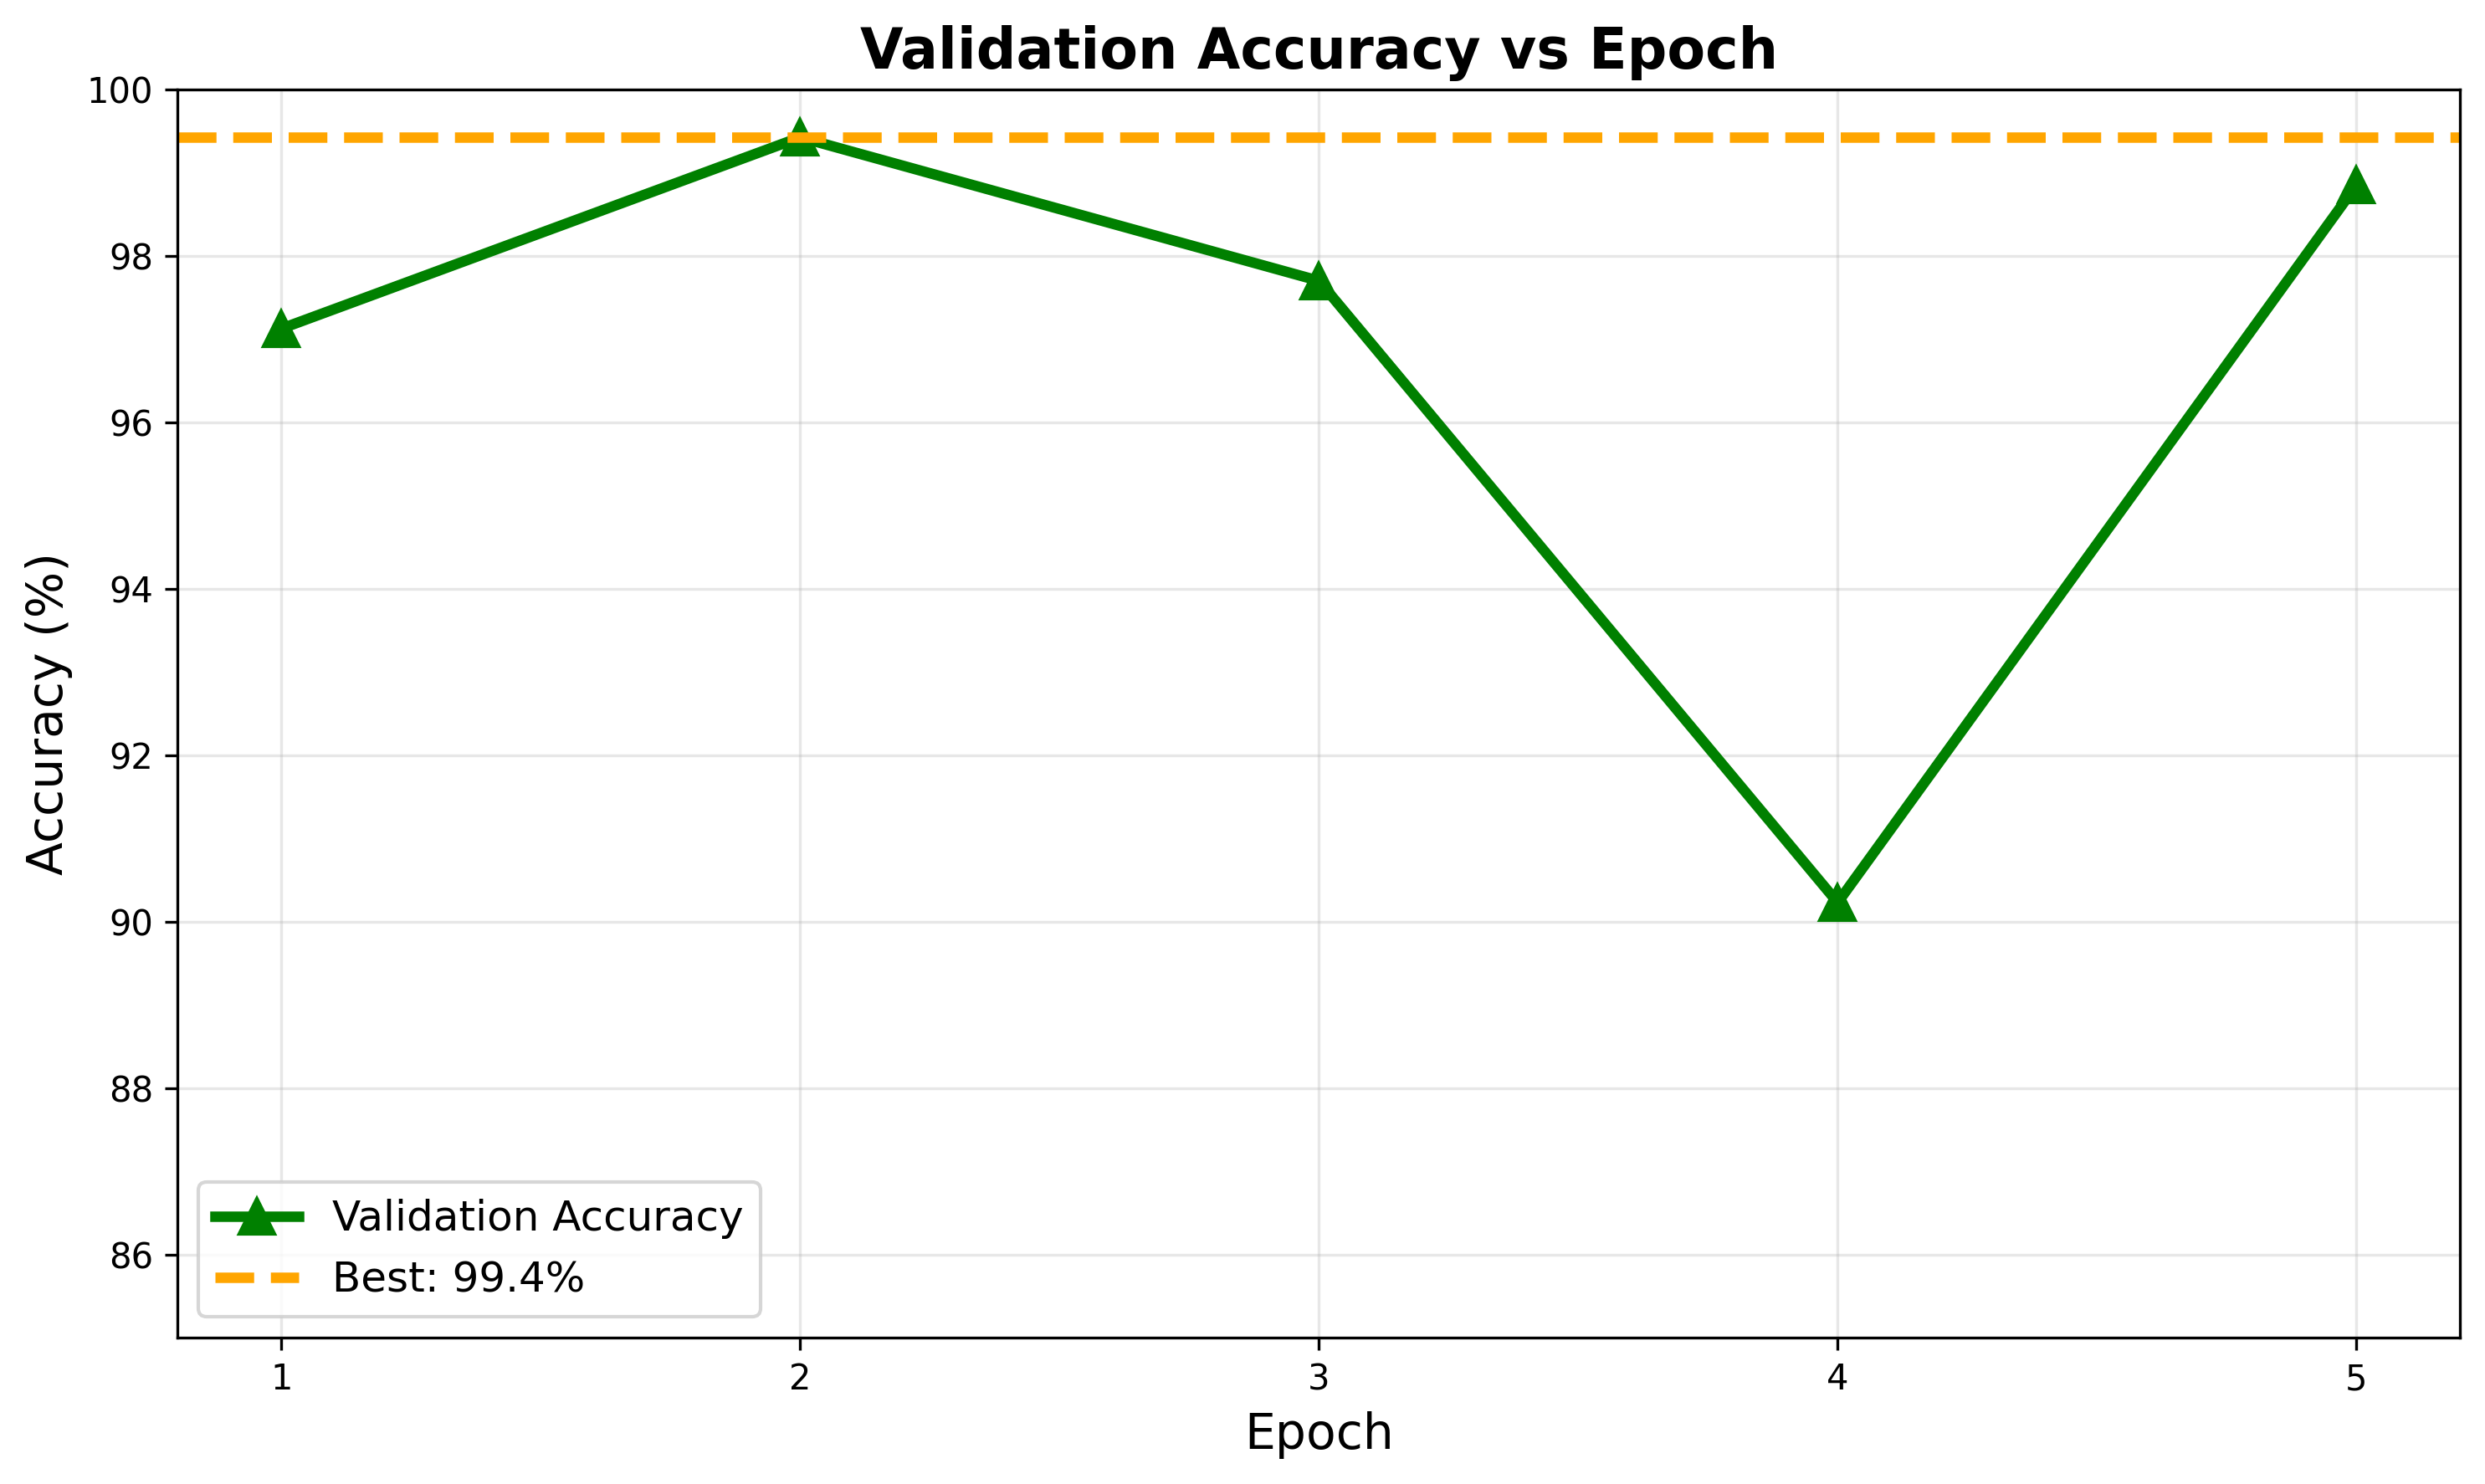 Validation Accuracy vs Epoch
100
98
96
94
92
90
88
86
Accuracy (%)
Validation Accuracy
Best: 99.4%
1 2 3 4 5
Epoch